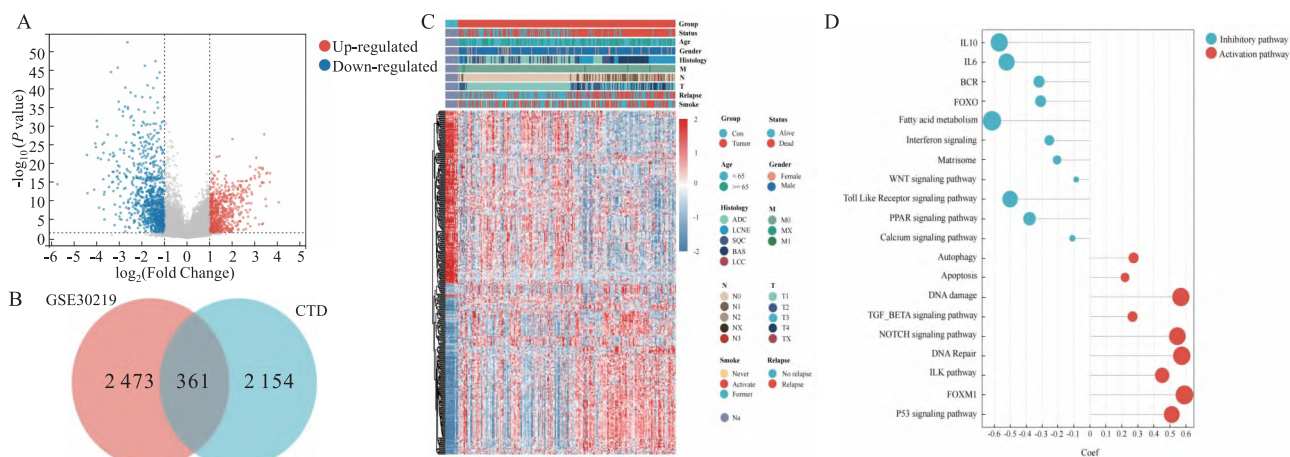 A
50
45
40
35
30
25
20
15
10
5
0
-log10(P value)
-6 -5 -4 -3 -2 -1 0 1 2 3 4 5
log2(Fold Change)
Up-regulated
Down-regulated
B
GSE30219
CTD
2 473
361
2 154
C
Group
Status
Age
Gender
Histology
M
N
T
Relapse
Smoke
2
1
0
-1
-2
Group
Con
Tumor
Status
Alive
Dead
Age
< 65
>= 65
Gender
Female
Male
Histology
ADC
LCNE
SQC
BAS
LCC
M
M0
MX
M1
N
N0
N1
N2
NX
N3
T
T1
T2
T3
T4
TX
Smoke
Never
Activate
Former
Relapse
No relapse
Relapse
Na
D
IL10
IL6
BCR
FOXO
Fatty acid metabolism
Interferon signaling
Matrisome
WNT signaling pathway
Toll Like Receptor signaling pathway
PPAR signaling pathway
Calcium signaling pathway
Autophagy
Apoptosis
DNA damage
TGF_BETA signaling pathway
NOTCH signaling pathway
DNA Repair
ILK pathway
FOXM1
P53 signaling pathway
-0.6 -0.5 -0.4 -0.3 -0.2 -0.1 0 0.1 0.2 0.3 0.4 0.5 0.6
Coef
Inhibitory pathway
Activation pathway